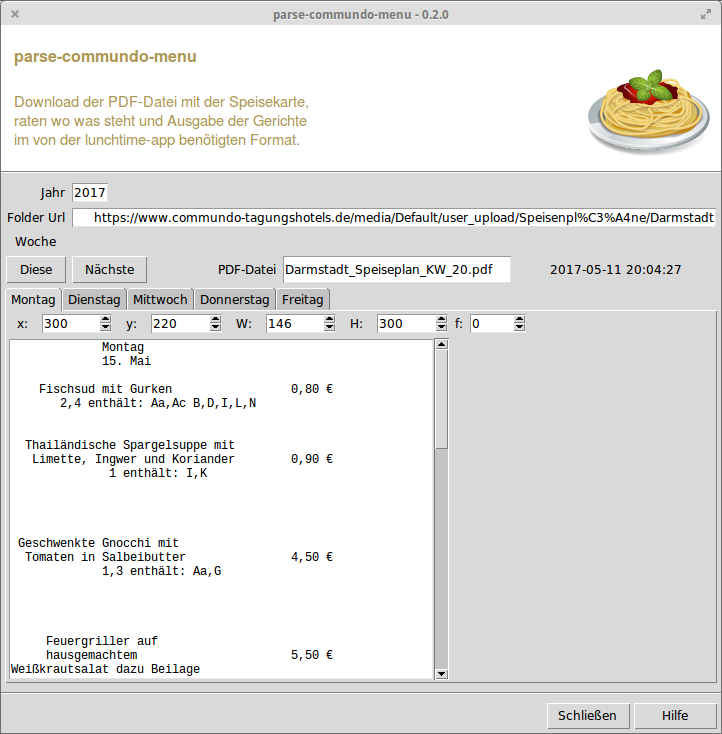 parse-commundo-menu - 0.2.0
parse-commundo-menu
Download der PDF-Datei mit der Speisekarte,
raten wo was steht und Ausgabe der Gerichte
im von der lunchtime-app benötigten Format.
Jahr 2017
Folder Url https://www.commundo-tagungshotels.de/media/Default/user_upload/Speisenpl%C3%A4ne/Darmstadt
Woche
Diese Nächste PDF-Datei Darmstadt_Speiseplan_KW_20.pdf 2017-05-11 20:04:27
Montag Dienstag Mittwoch Donnerstag Freitag
x: 300 y: 220 W: 146 H: 300 f: 0
Montag
15. Mai
Fischsud mit Gurken 0,80 €
2,4 enthält: Aa,Ac B,D,I,L,N
Thailändische Spargelsuppe mit
Limette, Ingwer und Koriander 0,90 €
1 enthält: I,K
Geschwenkte Gnocchi mit
Tomaten in Salbeibutter 4,50 €
1,3 enthält: Aa,G
Feuergriller auf
hausgemachtem 5,50 €
Weißkrautsalat dazu Beilage
Schließen Hilfe